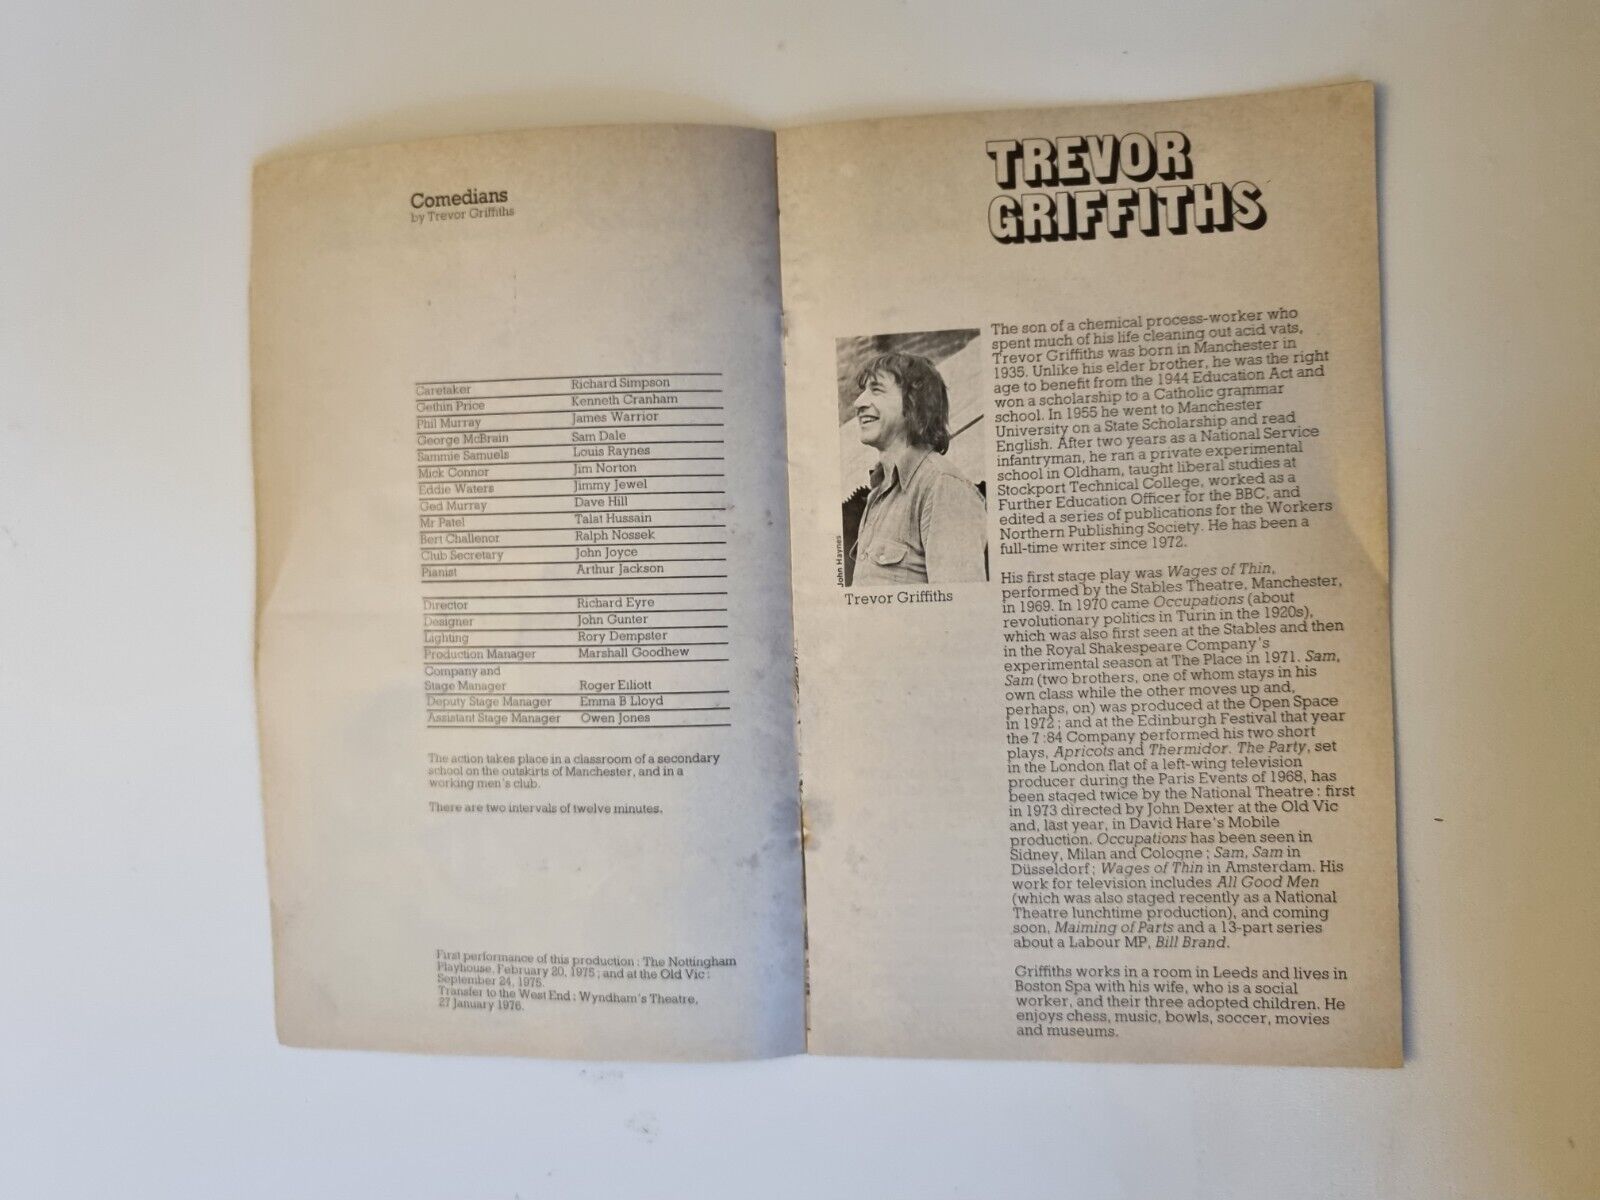 Comedians
by Trevor Griffiths
Caretaker Richard Simpson
Gethin Price Kenneth Cranham
Phil Murray James Warrior
George McBrain Sam Dale
Sammie Samuels Louis Raynes
Mick Connor Jim Norton
Eddie Waters Jimmy Jewel
Ged Murray Dave Hill
Mr Patel Talat Hussain
Bert Challenor Ralph Nossek
Club Secretary John Joyce
Pianist Arthur Jackson
Director Richard Eyre
Designer John Gunter
Lighting Rory Dempster
Production Manager Marshall Goodhew
Company and
Stage Manager Roger Elliott
Deputy Stage Manager Emma B Lloyd
Assistant Stage Manager Owen Jones
The action takes place in a classroom of a secondary
school on the outskirts of Manchester, and in a
working men's club.
There are two intervals of twelve minutes.
First performance of this production : The Nottingham
Playhouse, February 20, 1975 ; and at the Old Vic :
September 24, 1975.
Transfer to the West End : Wyndham's Theatre,
27 January 1976.
TREVOR
GRIFFITHS
John Haynes
Trevor Griffiths
The son of a chemical process-worker who
spent much of his life cleaning out acid vats,
Trevor Griffiths was born in Manchester in
1935. Unlike his elder brother, he was the right
age to benefit from the 1944 Education Act and
won a scholarship to a Catholic grammar
school. In 1955 he went to Manchester
University on a State Scholarship and read
English. After two years as a National Service
infantryman, he ran a private experimental
school in Oldham, taught liberal studies at
Stockport Technical College, worked as a
Further Education Officer for the BBC, and
edited a series of publications for the Workers
Northern Publishing Society. He has been a
full-time writer since 1972.
His first stage play was Wages of Thin,
performed by the Stables Theatre, Manchester,
in 1969. In 1970 came Occupations (about
revolutionary politics in Turin in the 1920s),
which was also first seen at the Stables and then
in the Royal Shakespeare Company's
experimental season at The Place in 1971. Sam,
Sam (two brothers, one of whom stays in his
own class while the other moves up and,
perhaps, on) was produced at the Open Space
in 1972 ; and at the Edinburgh Festival that year
the 7 :84 Company performed his two short
plays, Apricots and Thermidor. The Party, set
in the London flat of a left-wing television
producer during the Paris Events of 1968, has
been staged twice by the National Theatre : first
in 1973 directed by John Dexter at the Old Vic
and, last year, in David Hare's Mobile
production. Occupations has been seen in
Sidney, Milan and Cologne ; Sam, Sam in
Düsseldorf ; Wages of Thin in Amsterdam. His
work for television includes All Good Men
(which was also staged recently as a National
Theatre lunchtime production), and coming
soon, Maiming of Parts and a 13-part series
about a Labour MP, Bill Brand.
Griffiths works in a room in Leeds and lives in
Boston Spa with his wife, who is a social
worker, and their three adopted children. He
enjoys chess, music, bowls, soccer, movies
and museums.